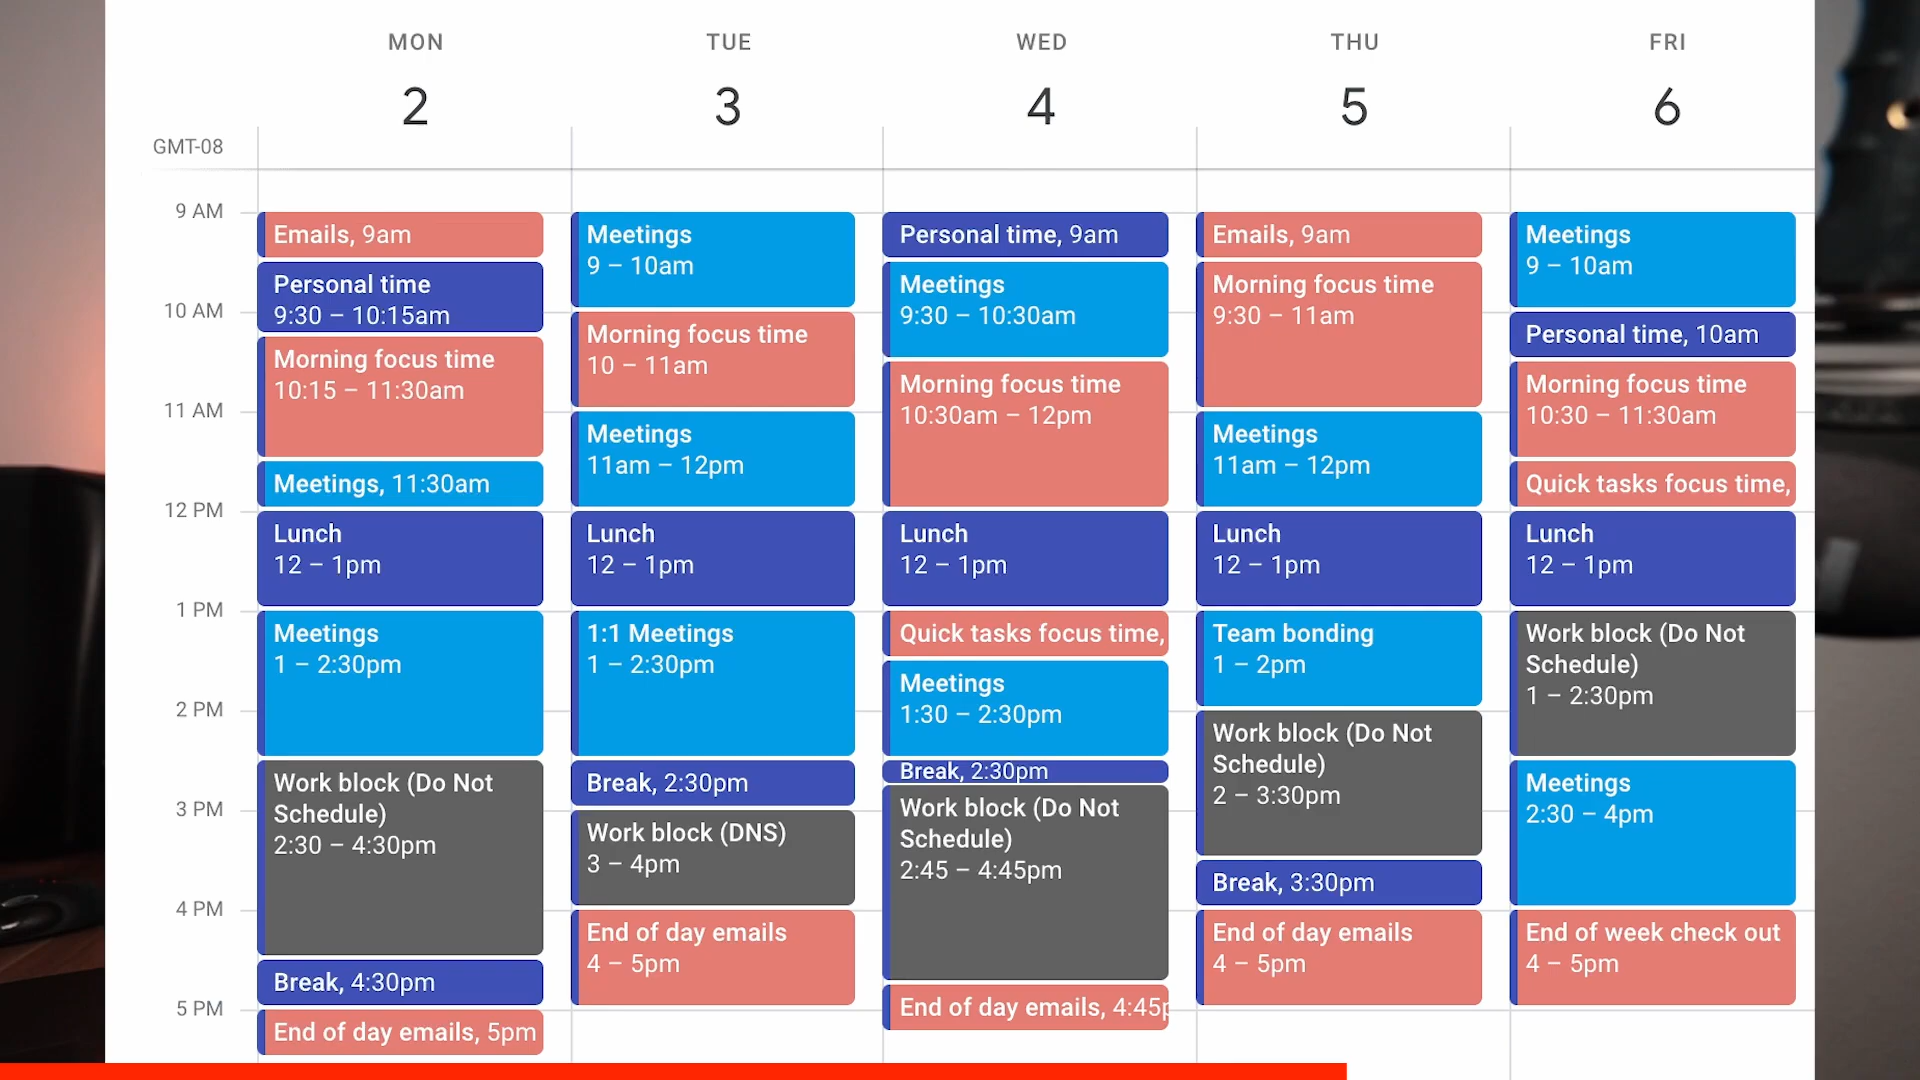 MON
TUE
WED
THU
FRI
2
3
4
5
6
GMT-08
9 AM
10 AM
11 AM
12 PM
1 PM
2 PM
3 PM
4 PM
5 PM
Emails, 9am
Personal time
9:30 – 10:15am
Morning focus time
10:15 – 11:30am
Meetings, 11:30am
Lunch
12 – 1pm
Meetings
1 – 2:30pm
Work block (Do Not
Schedule)
2:30 – 4:30pm
Break, 4:30pm
End of day emails, 5pm
Meetings
9 – 10am
Morning focus time
10 – 11am
Meetings
11am – 12pm
Lunch
12 – 1pm
1:1 Meetings
1 – 2:30pm
Break, 2:30pm
Work block (DNS)
3 – 4pm
End of day emails
4 – 5pm
Personal time, 9am
Meetings
9:30 – 10:30am
Morning focus time
10:30am – 12pm
Lunch
12 – 1pm
Quick tasks focus time,
Meetings
1:30 – 2:30pm
Break, 2:30pm
Work block (Do Not
Schedule)
2:45 – 4:45pm
End of day emails, 4:45p
Emails, 9am
Morning focus time
9:30 – 11am
Meetings
11am – 12pm
Lunch
12 – 1pm
Team bonding
1 – 2pm
Work block (Do Not
Schedule)
2 – 3:30pm
Break, 3:30pm
End of day emails
4 – 5pm
Meetings
9 – 10am
Personal time, 10am
Morning focus time
10:30 – 11:30am
Quick tasks focus time,
Lunch
12 – 1pm
Work block (Do Not
Schedule)
1 – 2:30pm
Meetings
2:30 – 4pm
End of week check out
4 – 5pm